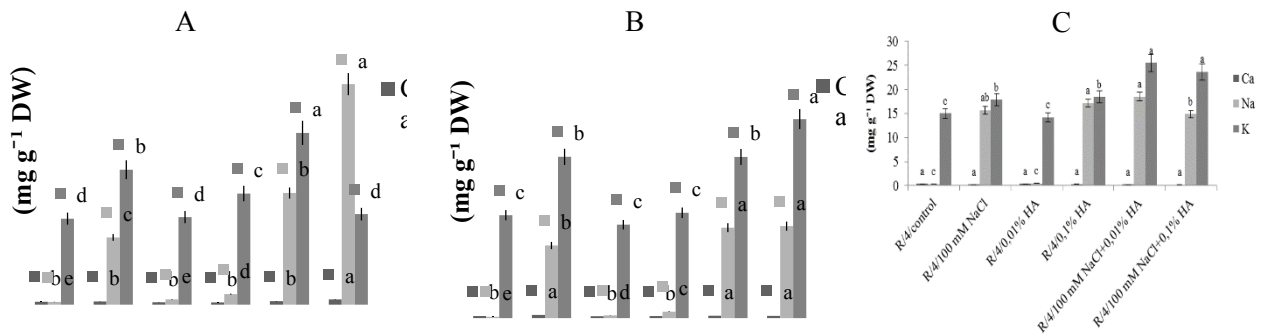 A
(mg g⁻¹ DW)
b e
b
c
b
b
e
d
b
d
c
b
b
a
a
a
d
B
(mg g⁻¹ DW)
b e
c
a
b
b
b
d
c
b
c
c
a
a
b
a
a
a
C
(mg g⁻¹ DW)
30
25
20
15
10
5
0
a c c
a ab b
a c c
a a b
a a a
a b a
R/4/control
R/4/100 mM NaCl
R/4/0,01% HA
R/4/0,1% HA
R/4/100 mM NaCl+0,01% HA
R/4/100 mM NaCl+0,1% HA
Ca
Na
K